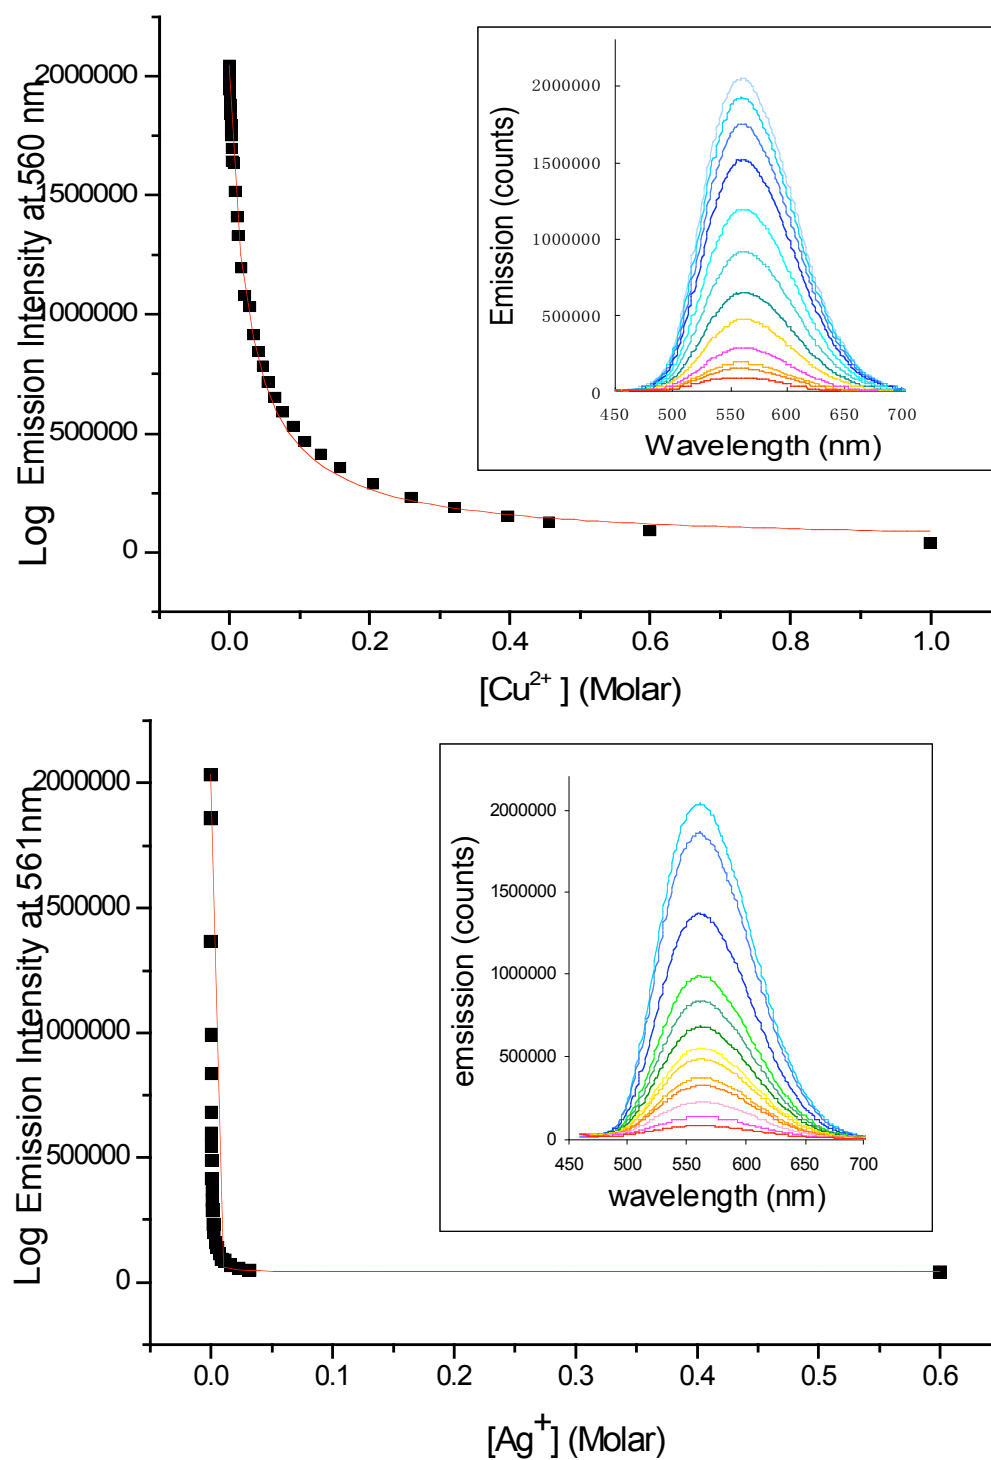 Log Emission Intensity at 560 nm
2000000
1500000
1000000
500000
0
0.0 0.2 0.4 0.6 0.8 1.0
[Cu2+ ] (Molar)
Emission (counts)
2000000
1500000
1000000
500000
0
450 500 550 600 650 700
Wavelength (nm)
Log Emission Intensity at 561nm
2000000
1500000
1000000
500000
0
0.0 0.1 0.2 0.3 0.4 0.5 0.6
[Ag+] (Molar)
emsission (counts)
2000000
1500000
1000000
500000
0
450 500 550 600 650 700
wavelength (nm)